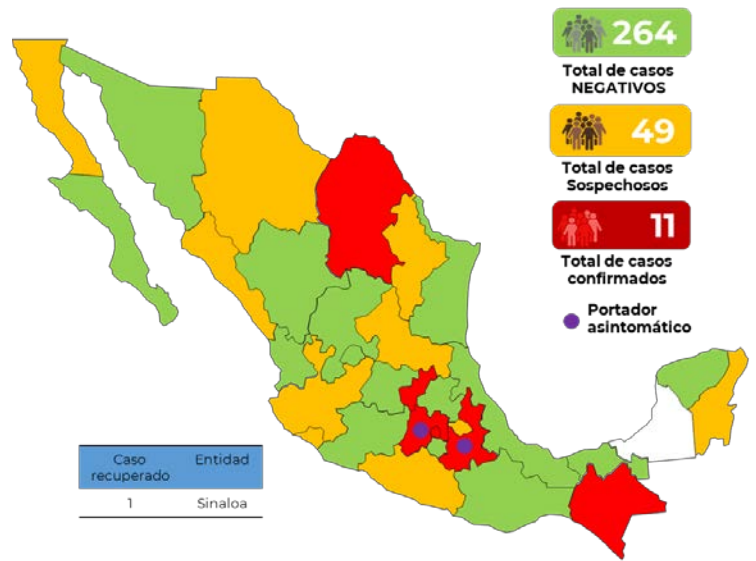 264
Total de casos
NEGATIVOS
49
Total de casos
Sospechosos
11
Total de casos
confirmados
Portador
asintomático
Caso
recuperado
Entidad
1
Sinaloa